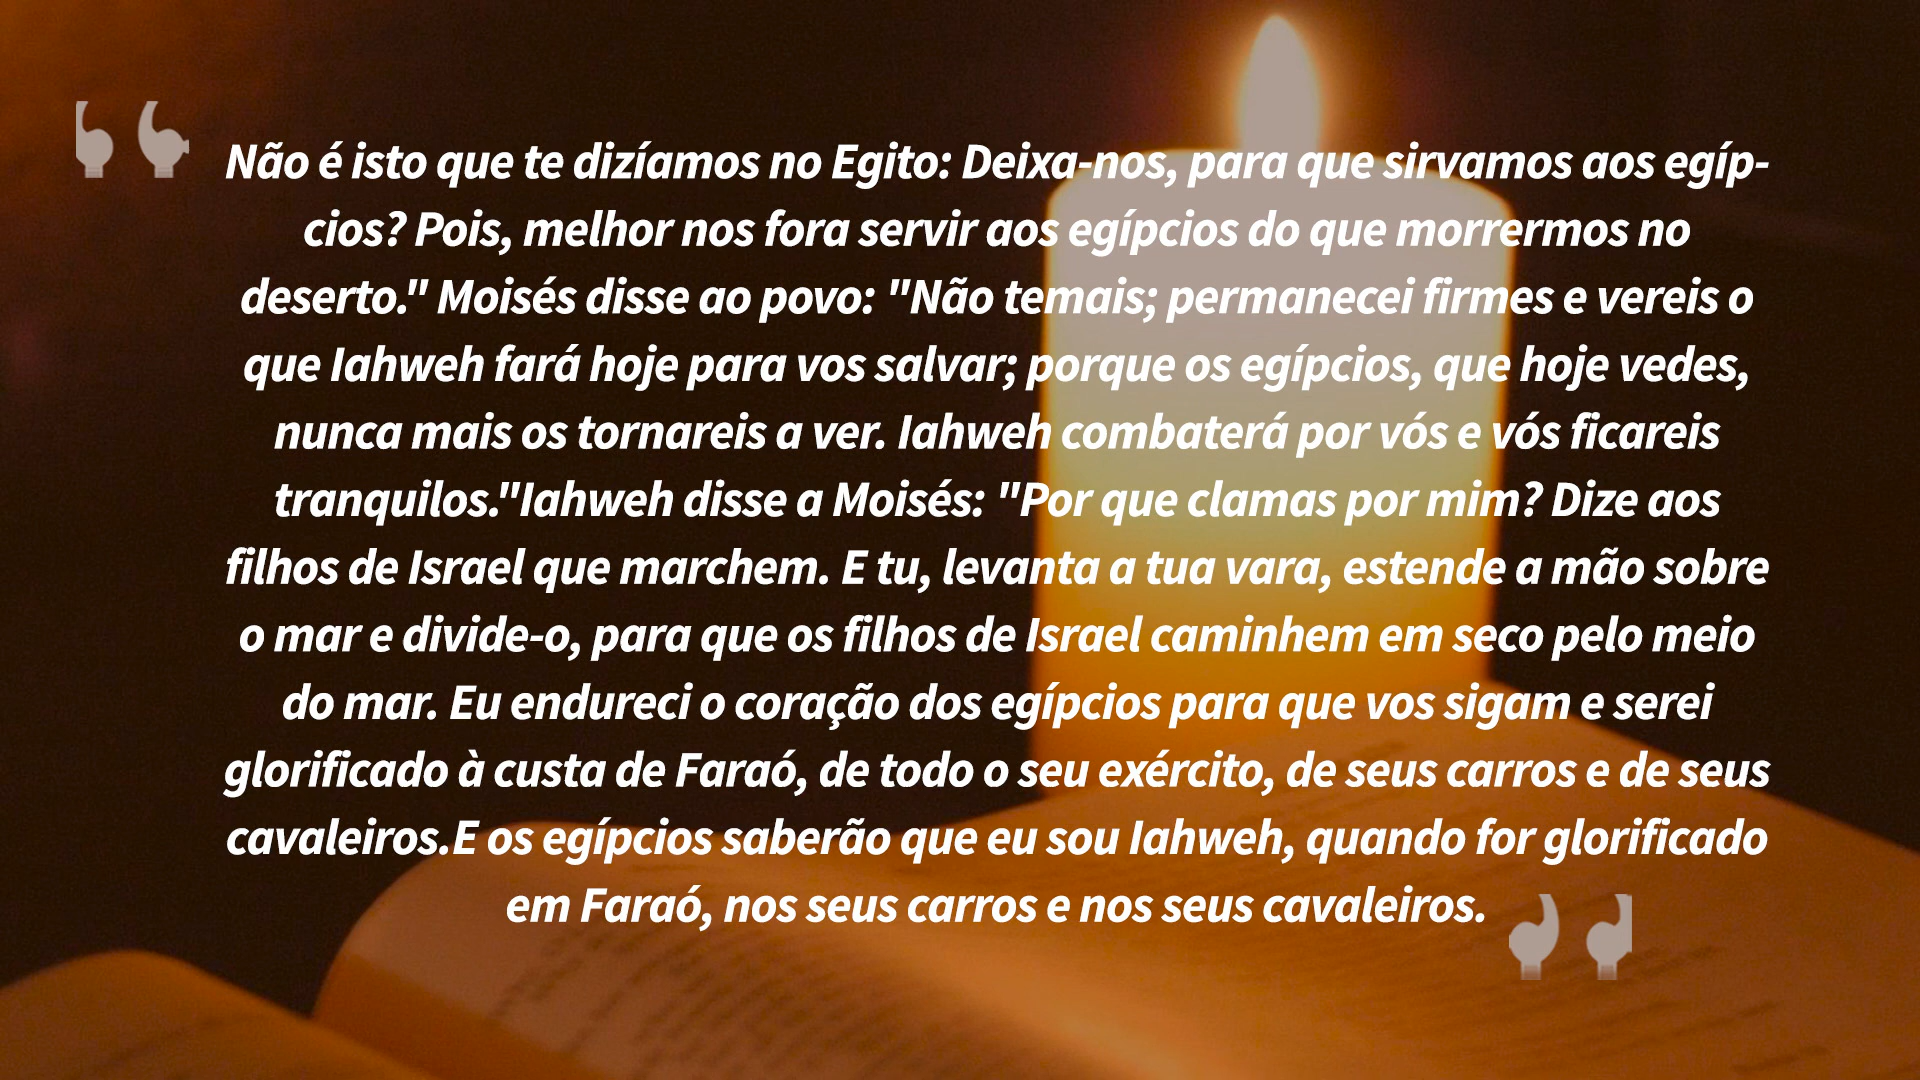 Não é isto que te dizíamos no Egito: Deixa-nos, para que sirvamos aos egíp-
cios? Pois, melhor nos fora servir aos egípcios do que morrermos no
deserto." Moisés disse ao povo: "Não temais; permanecei firmes e vereis o
que Iahweh fará hoje para vos salvar; porque os egípcios, que hoje vedes,
nunca mais os tornareis a ver. Iahweh combaterá por vós e vós ficareis
tranquilos."Iahweh disse a Moisés: "Por que clamas por mim? Dize aos
filhos de Israel que marchem. E tu, levanta a tua vara, estende a mão sobre
o mar e divide-o, para que os filhos de Israel caminhem em seco pelo meio
do mar. Eu endureci o coração dos egípcios para que vos sigam e serei
glorificado à custa de Faraó, de todo o seu exército, de seus carros e de seus
cavaleiros.E os egípcios saberão que eu sou Iahweh, quando for glorificado
em Faraó, nos seus carros e nos seus cavaleiros.